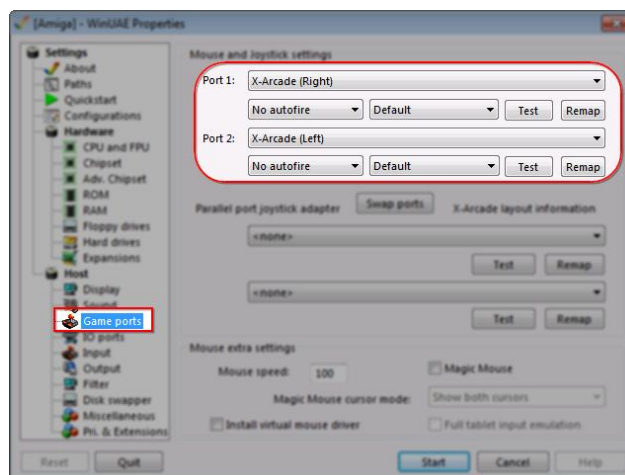 [Amiga] - WinUAE Properties
Settings
About
Paths
Quickstart
Configurations
Hardware
CPU and FPU
Chipset
Adv. Chipset
ROM
RAM
Floppy drives
Hard drives
Expansions
Host
Display
Sound
Game ports
IO ports
Input
Output
Filter
Disk swapper
Miscellaneous
Pri. & Extensions
Mouse and Joystick settings
Port 1: X-Arcade (Right)
No autofire Default Test Remap
Port 2: X-Arcade (Left)
No autofire Default Test Remap
Parallel port joystick adapter Swap ports X-Arcade layout information
<none>
Test Remap
<none>
Test Remap
Mouse extra settings
Mouse speed: 100 Magic Mouse
Magic Mouse cursor mode: Show both cursors
Install virtual mouse driver Full tablet input emulation
Reset Quit Start Cancel Help